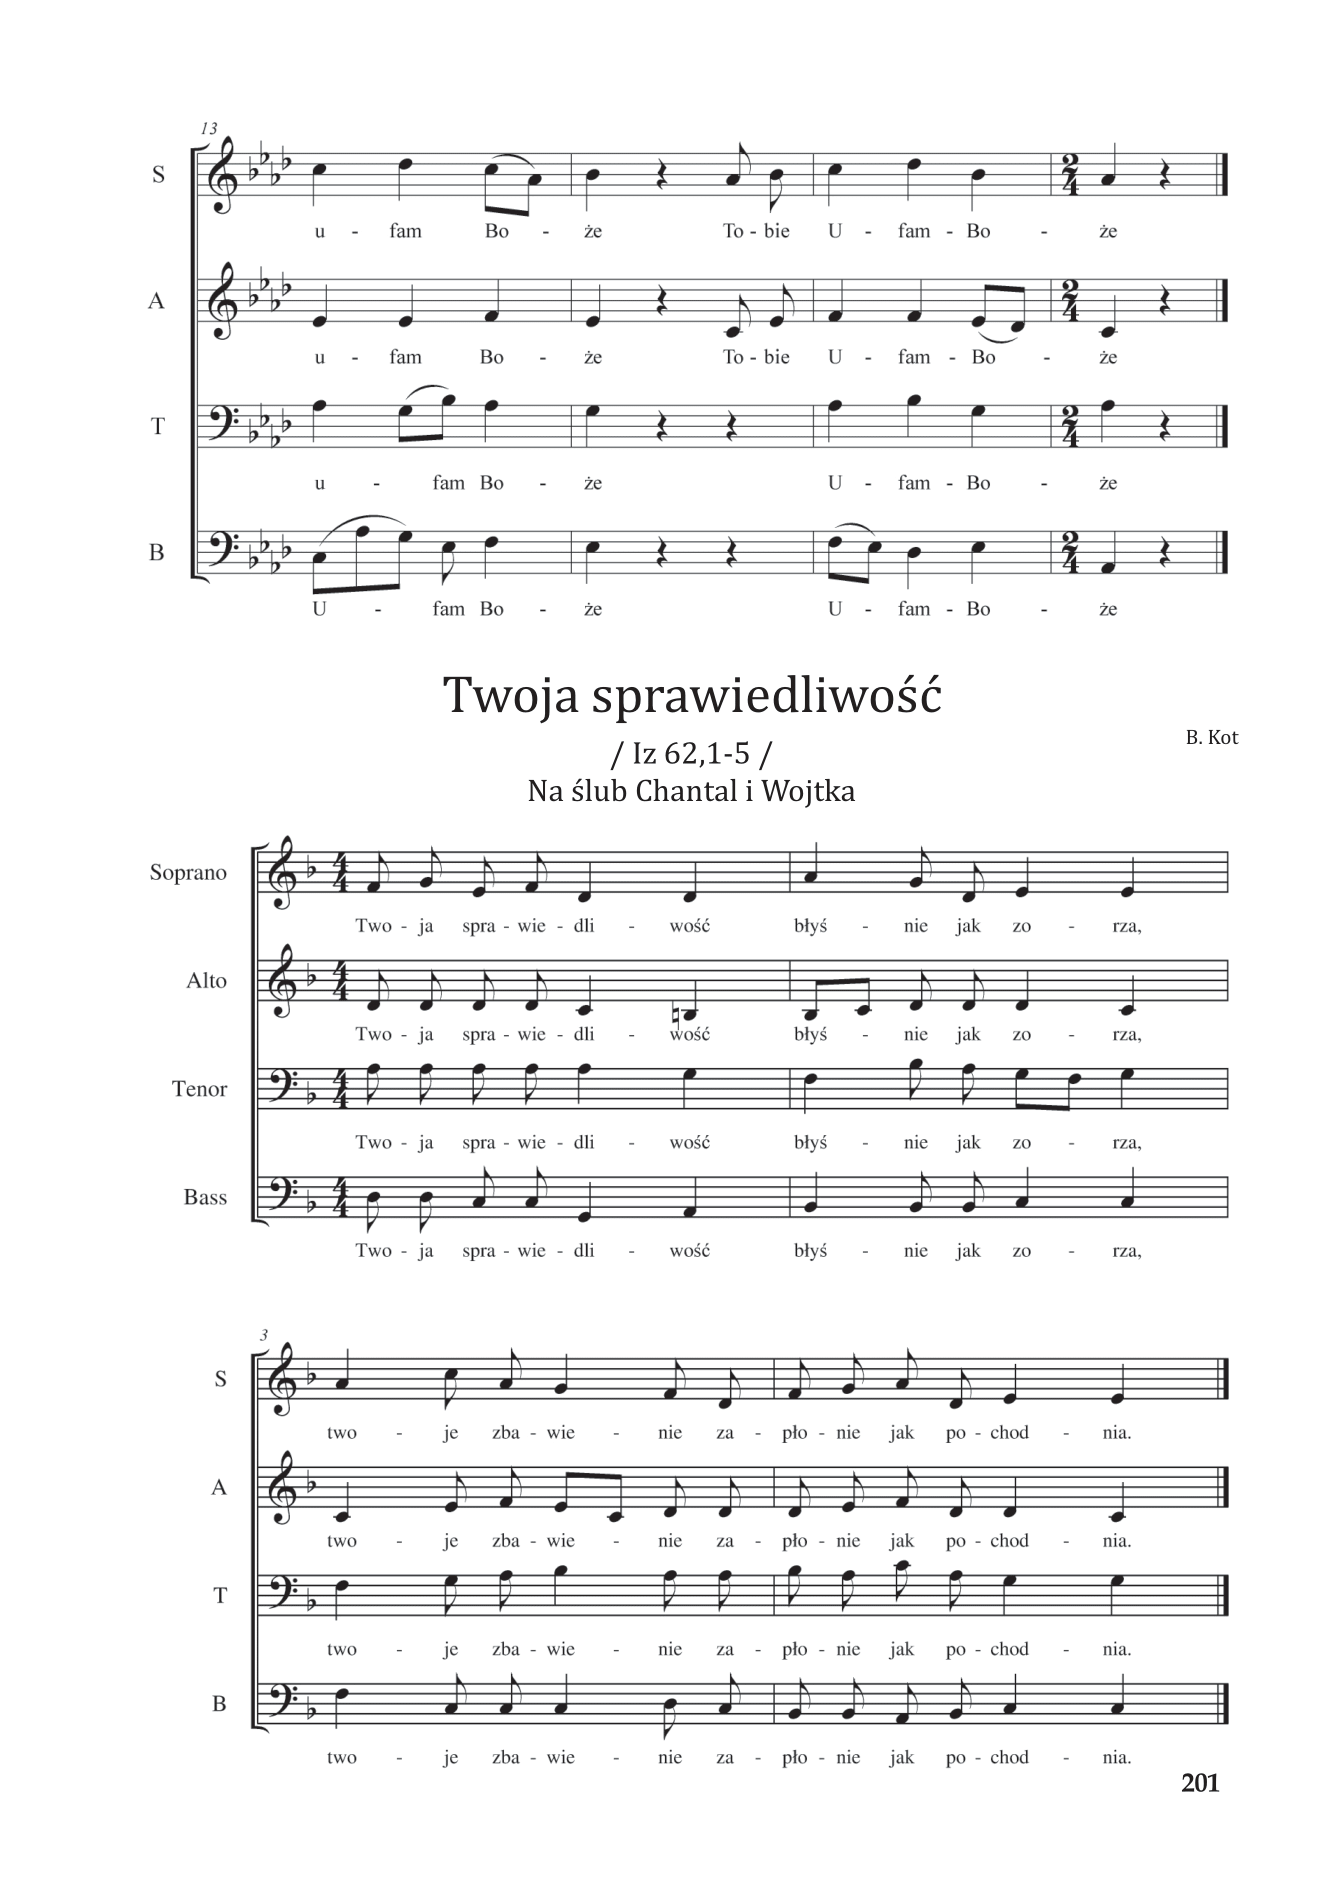 13
S
u - fam Bo - że To - bie U - fam - Bo - że
A
u - fam Bo - że To - bie U - fam - Bo - że
T
u - fam Bo - że U - fam - Bo - że
B
U - fam Bo - że U - fam - Bo - że
Twoja sprawiedliwość
B. Kot
/ Iz 62,1-5 /
Na ślub Chantal i Wojtka
Soprano
Two - ja spra - wie - dli - wość błyś - nie jak zo - rza,
Alto
Two - ja spra - wie - dli - wość błyś - nie jak zo - rza,
Tenor
Two - ja spra - wie - dli - wość błyś - nie jak zo - rza,
Bass
Two - ja spra - wie - dli - wość błyś - nie jak zo - rza,
3
S
two - je zba - wie - nie za - pło - nie jak po - chod - nia.
A
two - je zba - wie - nie za - pło - nie jak po - chod - nia.
T
two - je zba - wie - nie za - pło - nie jak po - chod - nia.
B
two - je zba - wie - nie za - pło - nie jak po - chod - nia.
201